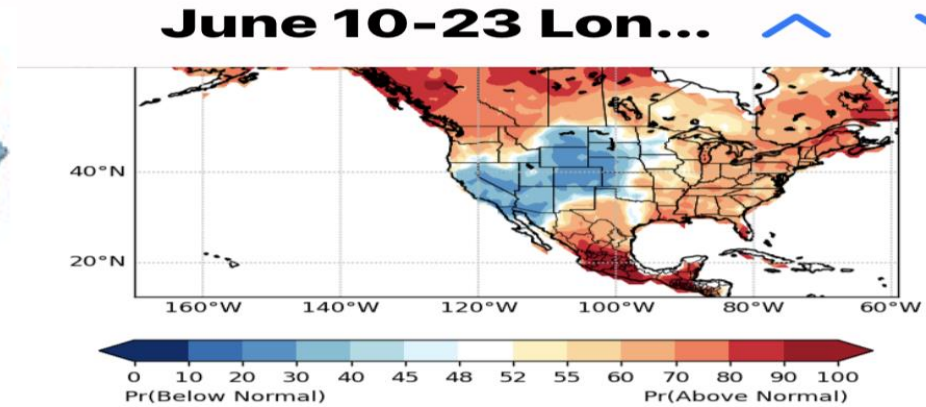 June 10-23 Lon...
40°N
20°N
160°W 140°W 120°W 100°W 80°W 60°W
0 10 20 30 40 45 48 52 55 60 70 80 90 100
Pr(Below Normal) Pr(Above Normal)